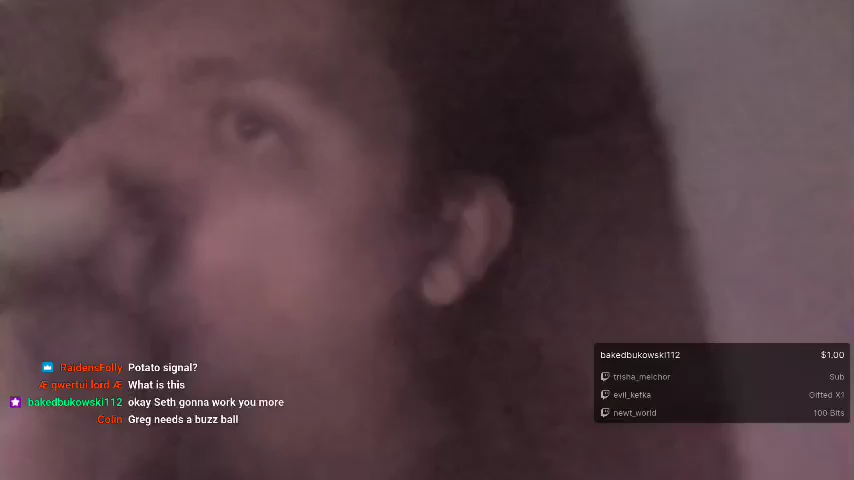 RaidensFolly Potato signal?
Æ qwertui lord Æ What is this
bakedbukowski112 okay Seth gonna work you more
Colin Greg needs a buzz ball
bakedbukowski112 $1.00
trisha_melchor Sub
evil_kefka Gifted X1
newt_world 100 Bits